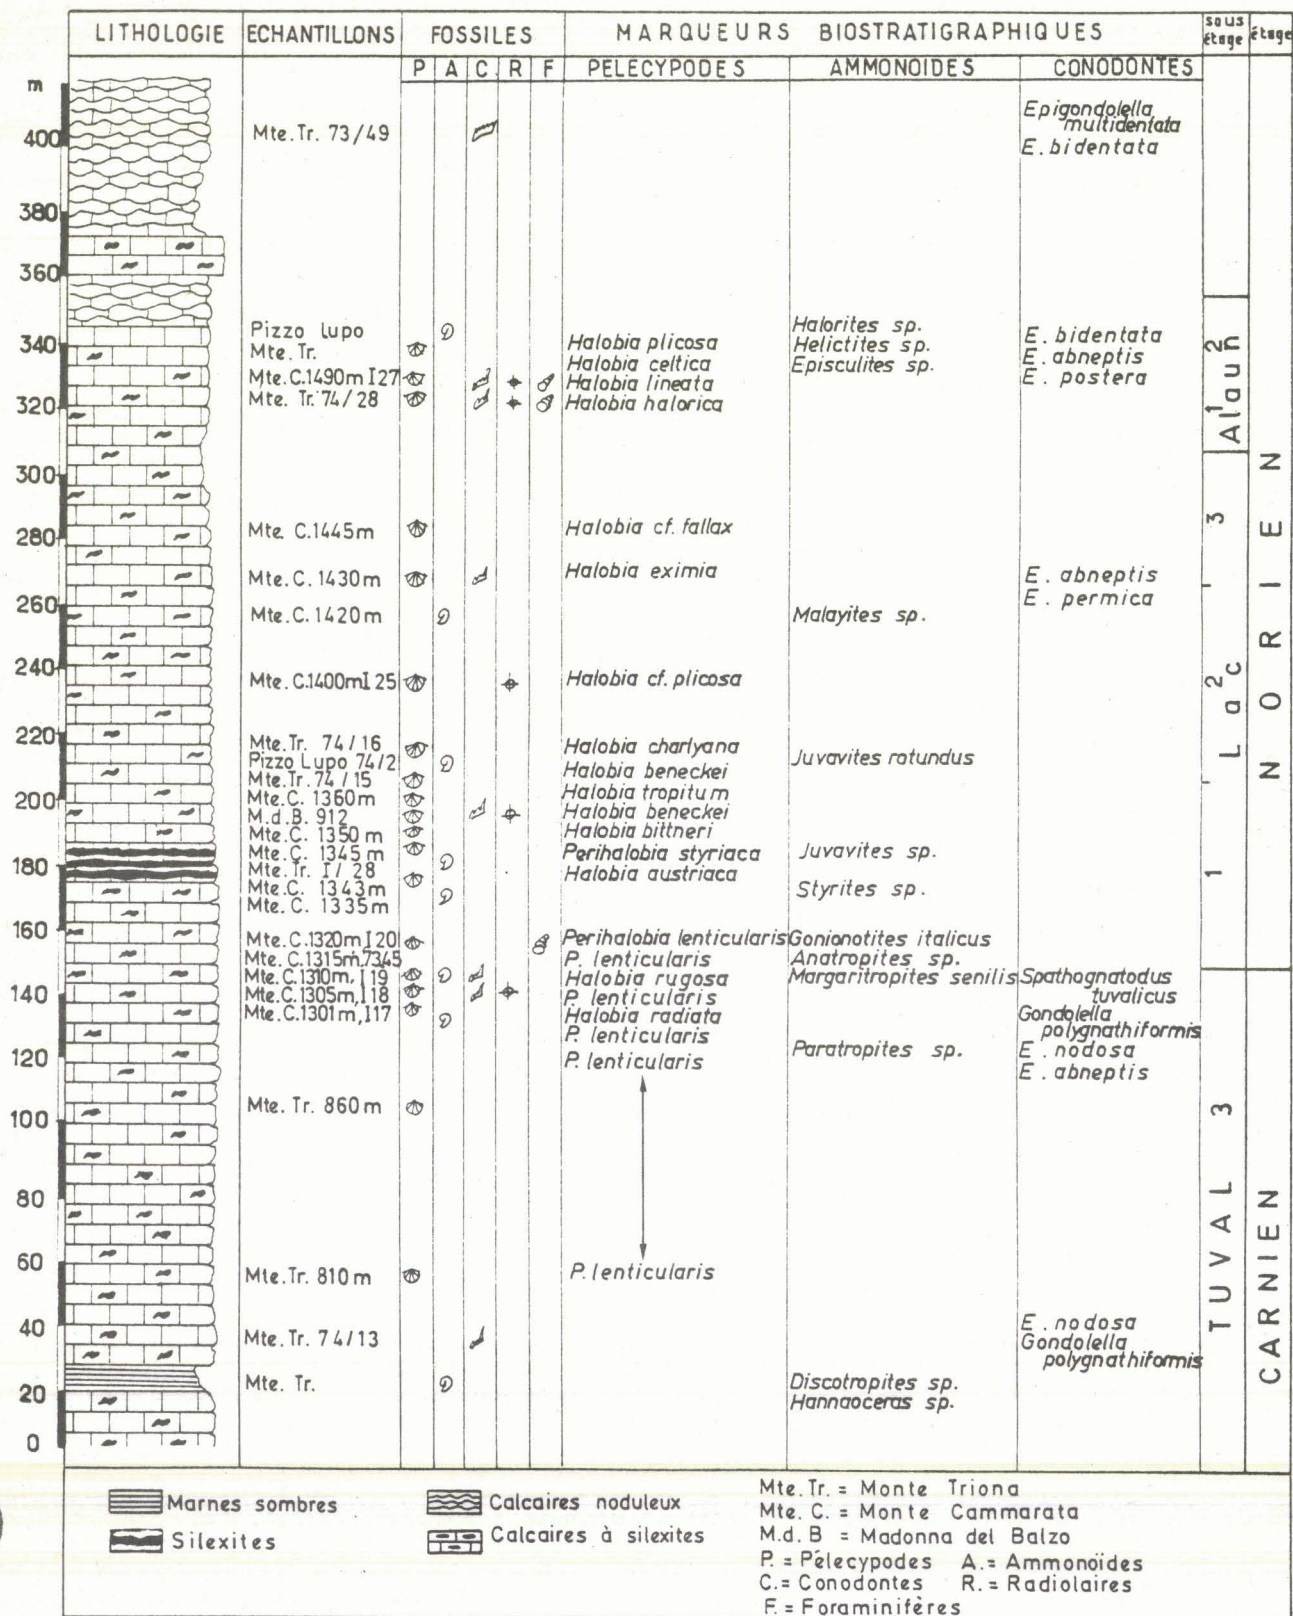 LITHOLOGIE ECHANTILLONS FOSSILES MARQUEURS BIOSTRATIGRAPHIQUES sous étage étage
P A C R F PELECYPODES AMMONOIDES CONODONTES
m
400
380
360
340
320
300
280
260
240
220
200
180
160
140
120
100
80
60
40
20
0
Mte.Tr. 73/49
Pizzo Lupo
Mte.Tr.
Mte.C.1490m I27
Mte.Tr. 74/28
Mte C.1445m
Mte.C. 1430m
Mte.C. 1420m
Mte.C.1400m I 25
Mte.Tr. 74/16
Pizzo Lupo 74/2
Mte.Tr. 74/15
Mte.C. 1360m
M.d.B. 912
Mte.C. 1350m
Mte.C. 1345m
Mte.Tr. I/28
Mte.C. 1343m
Mte.C. 1335m
Mte.C.1320m I 20
Mte.C.1315m,7345
Mte.C.1310m, I 19
Mte.C.1305m, I 18
Mte.C.1301m, I 17
Mte.Tr. 860m
Mte.Tr. 810m
Mte.Tr. 74/13
Mte.Tr.
Halobia plicosa
Halobia celtica
Halobia lineata
Halobia halorica
Halobia cf. fallax
Halobia eximia
Halobia cf. plicosa
Halobia charlyana
Halobia beneckei
Halobia tropitum
Halobia beneckei
Halobia bittneri
Perihalobia styriaca
Halobia austriaca
Perihalobia lenticularis
P. lenticularis
Halobia rugosa
P. lenticularis
Halobia radiata
P. lenticularis
P. lenticularis
P. lenticularis
Halorites sp.
Helictites sp.
Episculites sp.
Malayites sp.
Juvavites rotundus
Juvavites sp.
Styrites sp.
Gonionotites italicus
Anatropites sp.
Margaritropites senilis
Paratropites sp.
Discotropites sp.
Hannaoceras sp.
Epigondolella
multidentata
E. bidentata
E. bidentata
E. abneptis
E. postera
E. abneptis
E. permica
Spathognatodus
tuvalicus
Gondolella
polygnathiformis
E. nodosa
E. abneptis
E. nodosa
Gondolella
polygnathiformis
Alaun
2
1
Lac
3
2
1
TUVAL 3
NORIEN
CARNIEN
Marnes sombres
Silexites
Calcaires noduleux
Calcaires à silexites
Mte.Tr. = Monte Triona
Mte.C. = Monte Cammarata
M.d.B = Madonna del Balzo
P. = Pélecypodes A. = Ammonoïdes
C. = Conodontes R. = Radiolaires
F. = Foraminifères